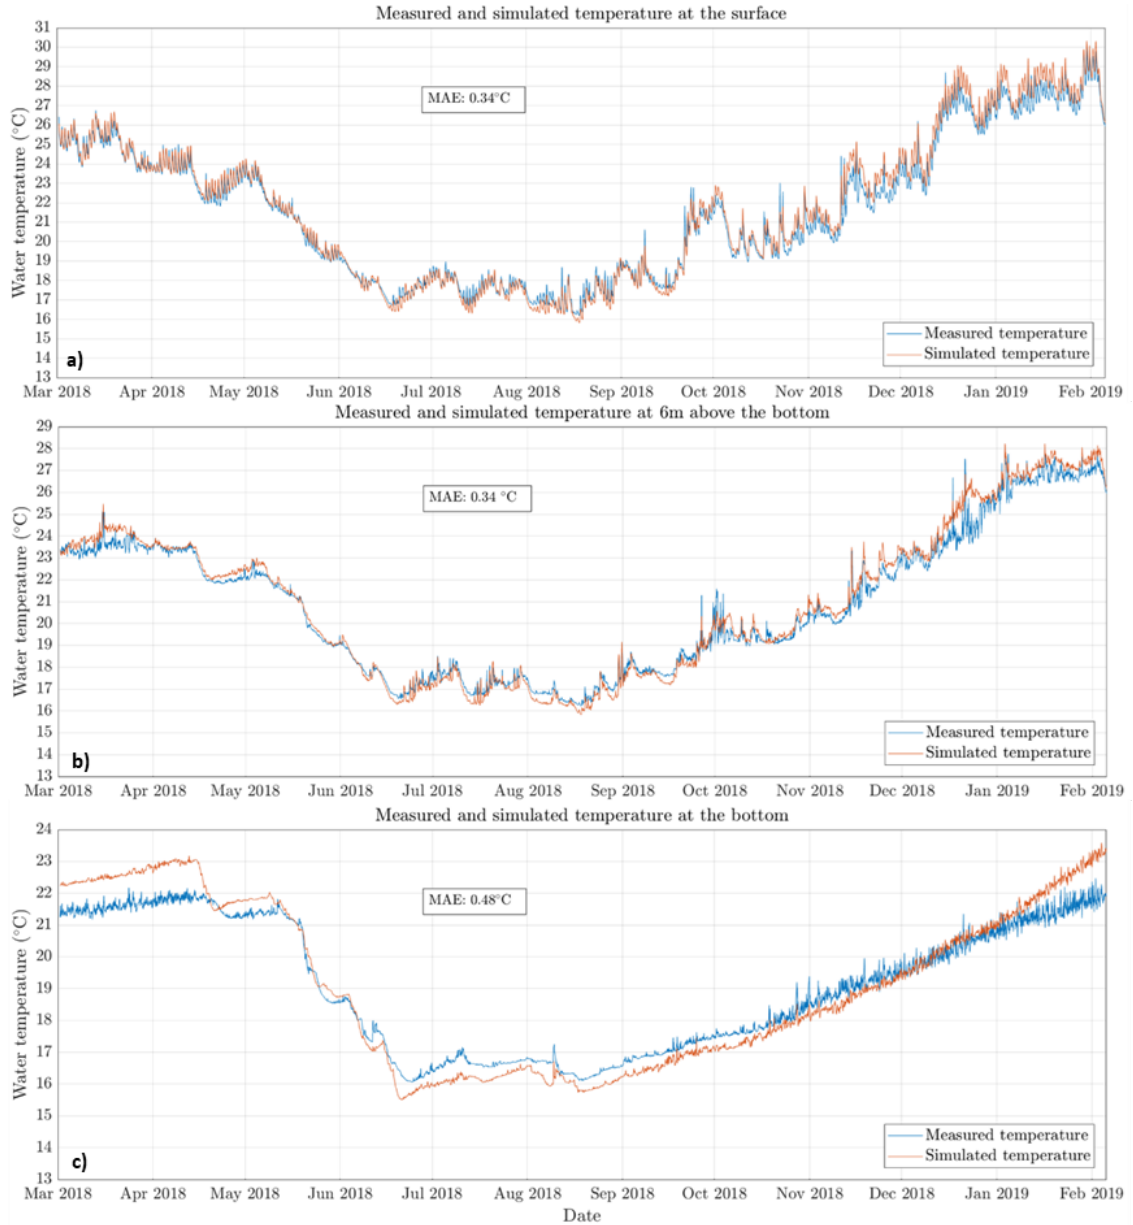 Measured and simulated temperature at the surface
31
30
29
28
27
26
25
24
23
22
21
20
19
18
17
16
15
14
13
Water temperature (°C)
MAE: 0.34°C
Measured temperature
Simulated temperature
a)
Mar 2018 Apr 2018 May 2018 Jun 2018 Jul 2018 Aug 2018 Sep 2018 Oct 2018 Nov 2018 Dec 2018 Jan 2019 Feb 2019
Measured and simulated temperature at 6m above the bottom
29
28
27
26
25
24
23
22
21
20
19
18
17
16
15
14
13
Water temperature (°C)
MAE: 0.34 °C
Measured temperature
Simulated temperature
b)
Mar 2018 Apr 2018 May 2018 Jun 2018 Jul 2018 Aug 2018 Sep 2018 Oct 2018 Nov 2018 Dec 2018 Jan 2019 Feb 2019
Measured and simulated temperature at the bottom
24
23
22
21
20
19
18
17
16
15
14
13
Water temperature (°C)
MAE: 0.48°C
Measured temperature
Simulated temperature
c)
Mar 2018 Apr 2018 May 2018 Jun 2018 Jul 2018 Aug 2018 Sep 2018 Oct 2018 Nov 2018 Dec 2018 Jan 2019 Feb 2019
Date